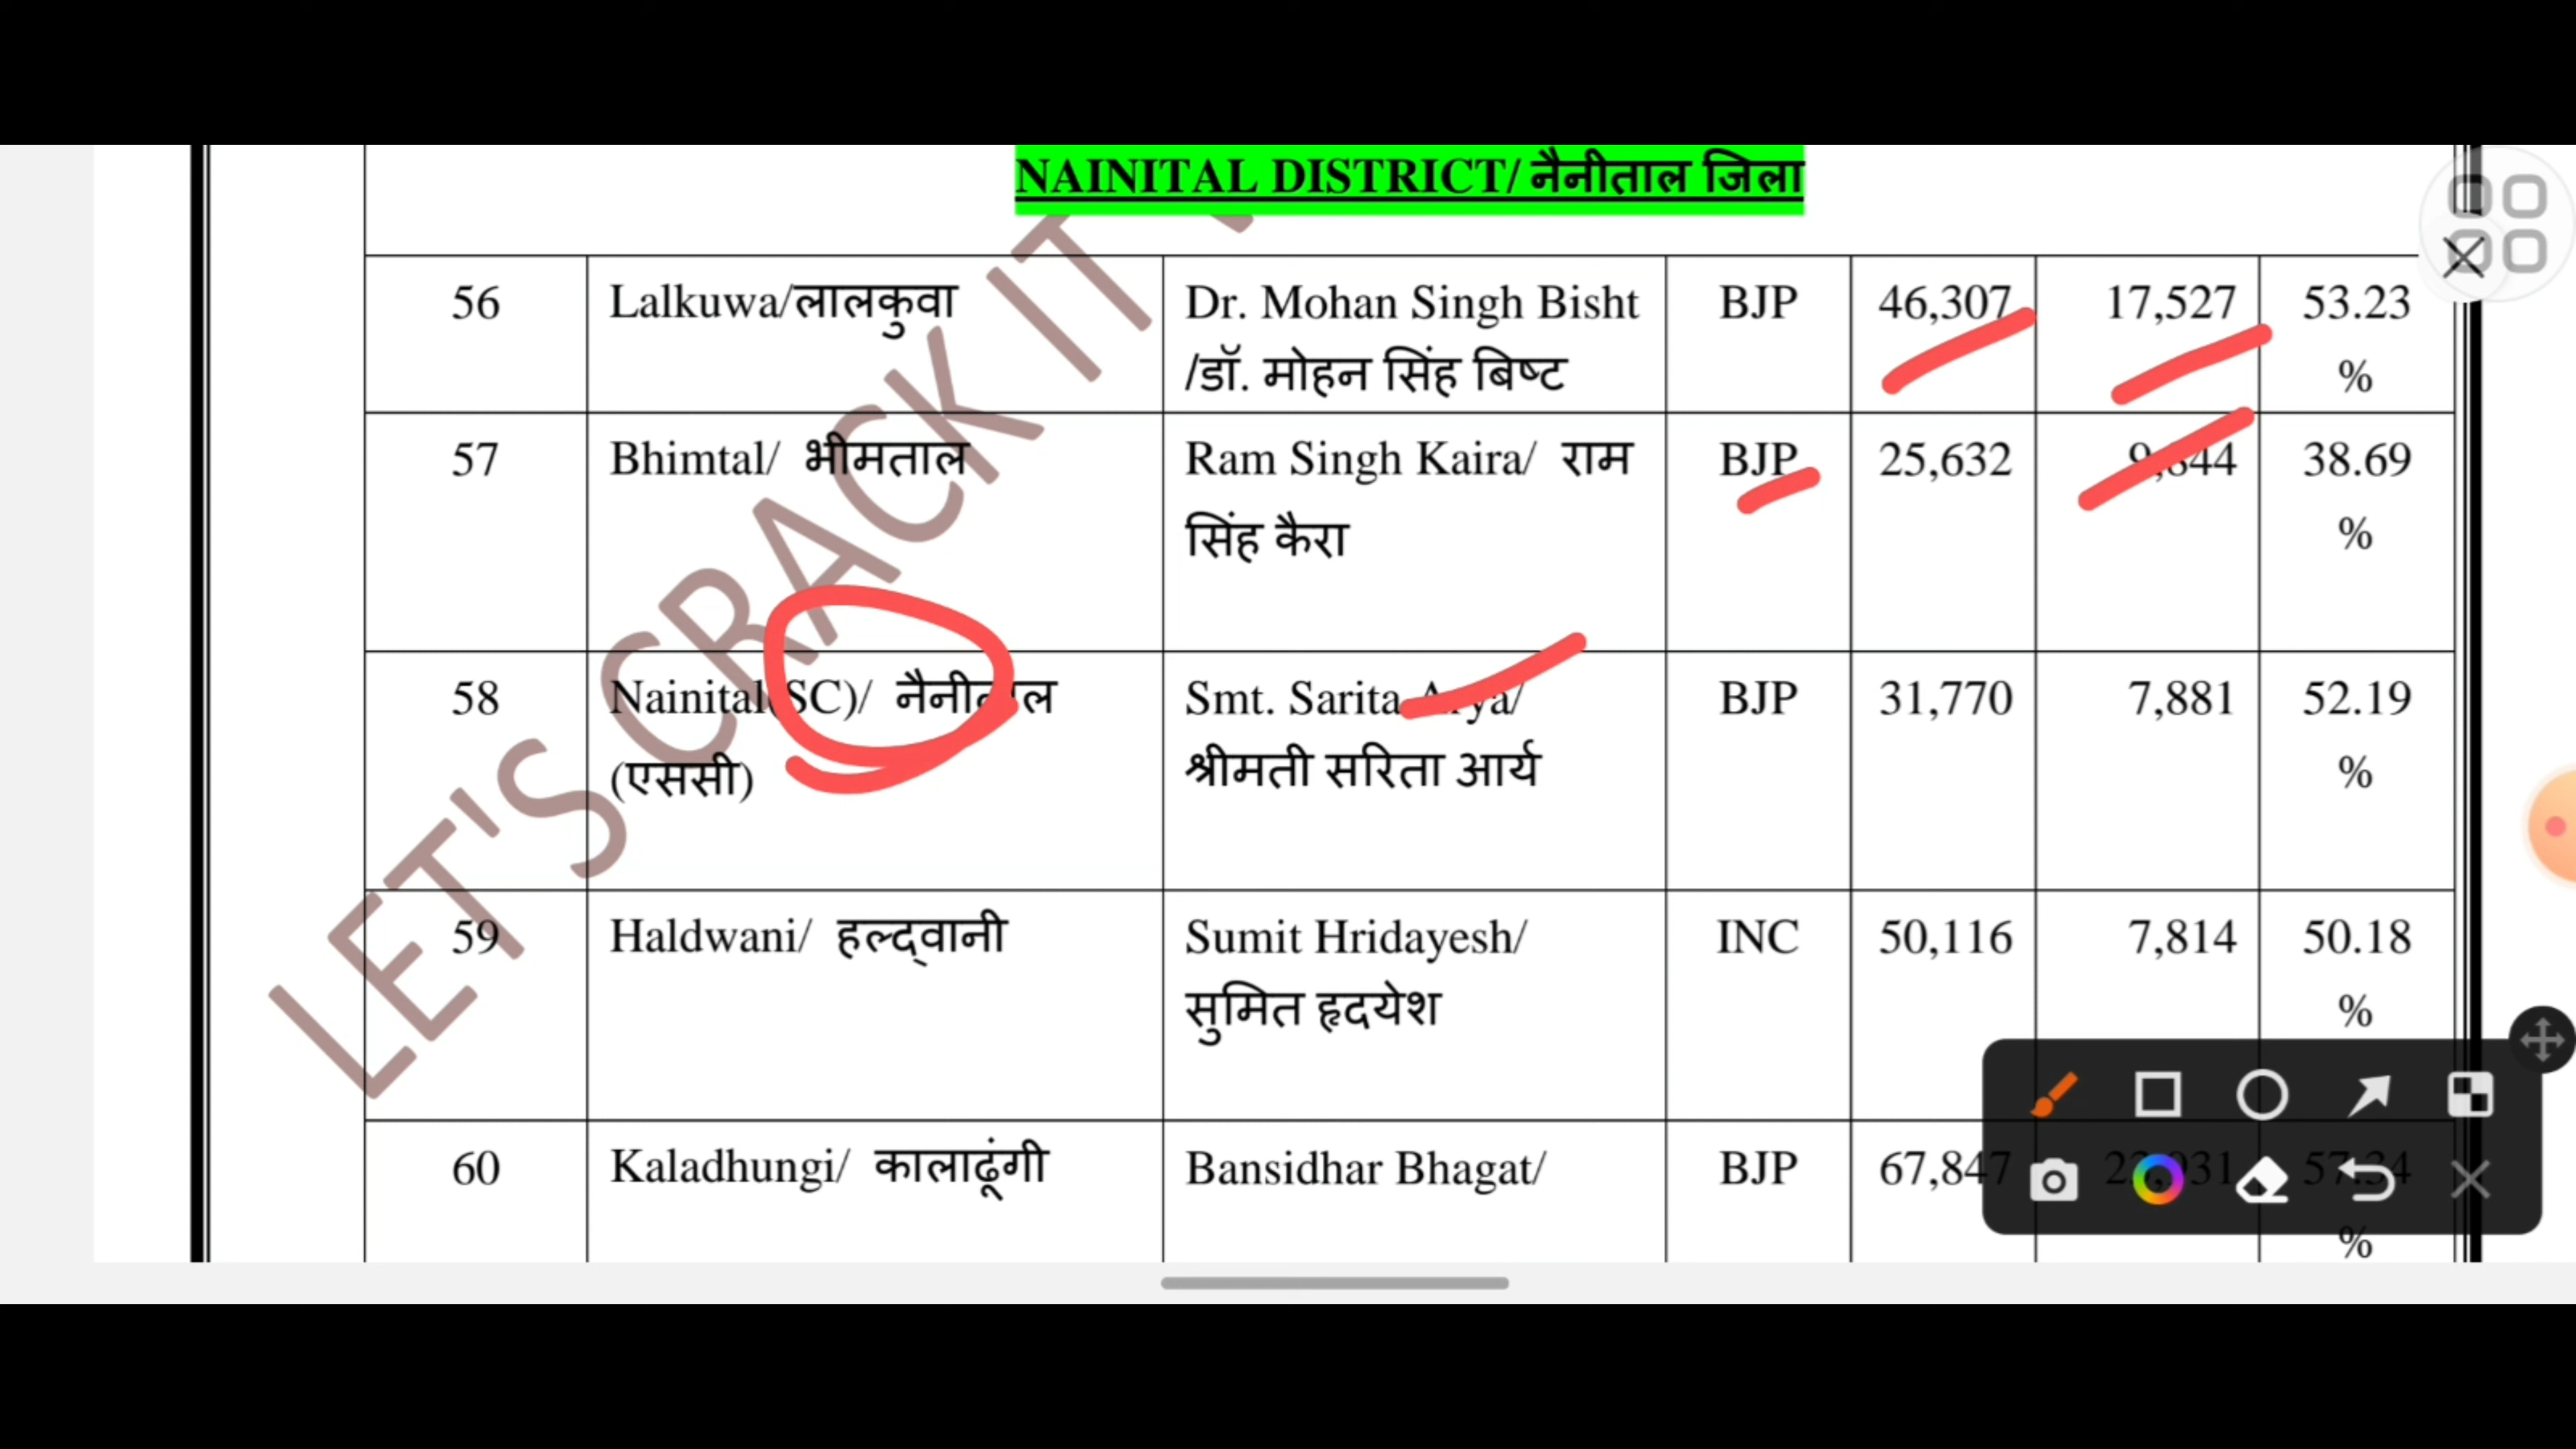 NAINITAL DISTRICT/ नैनीताल जिला
LET'S CRACK IT
56 Lalkuwa/लालकुवा Dr. Mohan Singh Bisht BJP 46,307 17,527 53.23
/डॉ. मोहन सिंह बिष्ट %
57 Bhimtal/ भीमताल Ram Singh Kaira/ राम BJP 25,632 38.69
सिंह कैरा %
58 Nainital(SC)/ नैनीताल Smt. Sarita Arya/ BJP 31,770 7,881 52.19
(एससी) श्रीमती सरिता आर्य %
59 Haldwani/ हल्द्वानी Sumit Hridayesh/ INC 50,116 7,814 50.18
सुमित हृदयेश %
60 Kaladhungi/ कालाढूंगी Bansidhar Bhagat/ BJP 67,847
%